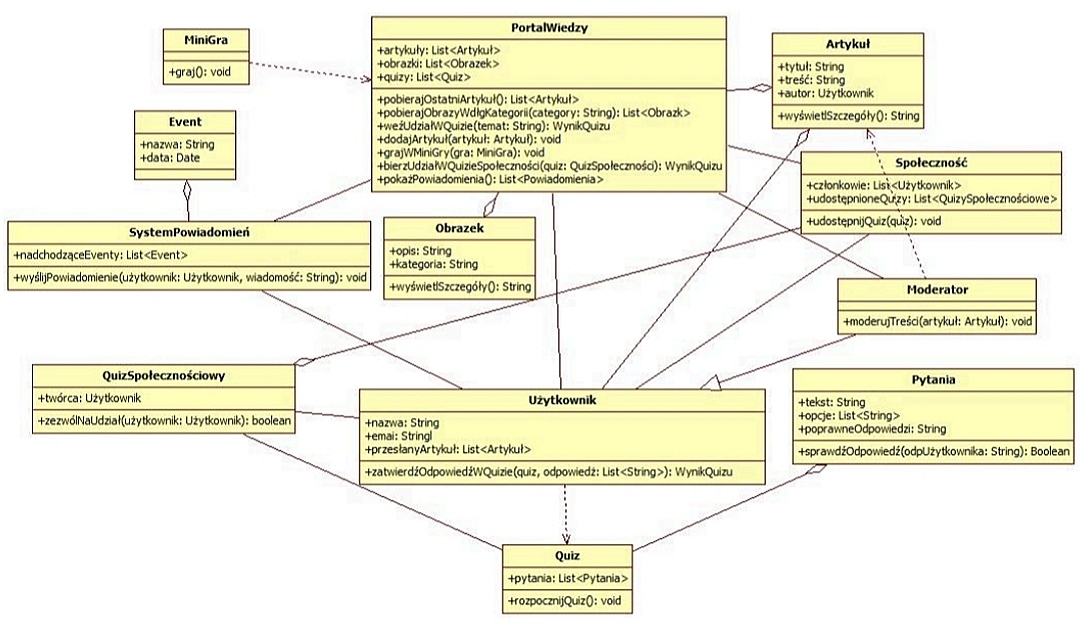 MiniGra
+graj(): void
PortalWiedzy
+artykuły: List<Artykuł>
+obrazki: List<Obrazek>
+quizy: List<Quiz>
+pobierajOstatniArtykuł(): List<Artykuł>
+pobierajObrazyWdłgKategorii(category: String): List<Obrazk>
+weźUdziałWQuizie(temat: String): WynikQuizu
+dodajArtykuł(artykuł: Artykuł): void
+grajWMiniGry(gra: MiniGra): void
+bierzUdziałWQuizieSpołeczności(quiz: QuizSpołeczności): WynikQuizu
+pokażPowiadomienia(): List<Powiadomienia>
Artykuł
+tytuł: String
+treść: String
+autor: Użytkownik
+wyświetlSzczegóły(): String
Event
+nazwa: String
+data: Date
Społeczność
+członkowie: List<Użytkownik>
+udostępnioneQuizy: List<QuizySpołecznościowe>
+udostępnijQuiz(quiz): void
SystemPowiadomień
+nadchodząceEventy: List<Event>
+wyślijPowiadomienie(użytkownik: Użytkownik, wiadomość: String): void
Obrazek
+opis: String
+kategoria: String
+wyświetlSzczegóły(): String
Moderator
+moderujTreści(artykuł: Artykuł): void
QuizSpołecznościowy
+twórca: Użytkownik
+zezwólNaUdział(użytkownik: Użytkownik): boolean
Użytkownik
+nazwa: String
+emai: Stringl
+przesłanyArtykuł: List<Artykuł>
+zatwierdźOdpowiedźWQuizie(quiz, odpowiedź: List<String>): WynikQuizu
Pytania
+tekst: String
+opcje: List<String>
+poprawneOdpowiedzi: String
+sprawdźOdpowiedź(odpUżytkownika: String): Boolean
Quiz
+pytania: List<Pytania>
+rozpocznijQuiz(): void